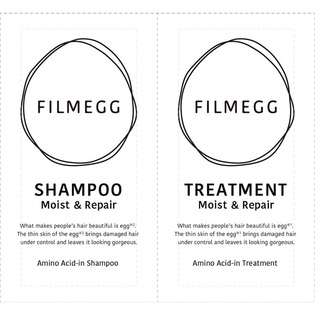 FILMEGG
SHAMPOO
Moist & Repair
What makes people's hair beautiful is egg※².
The thin skin of the egg※² brings damaged hair
under control and leaves it looking gorgeous.
Amino Acid-in Shampoo
FILMEGG
TREATMENT
Moist & Repair
What makes people's hair beautiful is egg※¹.
The thin skin of the egg※¹ brings damaged hair
under control and leaves it looking gorgeous.
Amino Acid-in Treatment